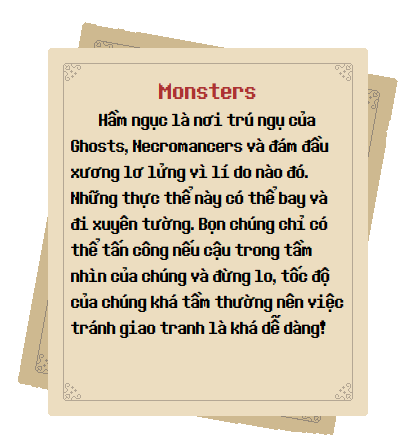 Monsters
Hầm ngục là nơi trú ngụ của
Ghosts, Necromancers và đám đầu
xương lơ lửng vì lí do nào đó.
Những thực thể này có thể bay và
đi xuyên tường. Bọn chúng chỉ có
thể tấn công nếu cậu trong tầm
nhìn của chúng và đừng lo, tốc độ
của chúng khá tầm thường nên việc
tránh giao tranh là khá dễ dàng!